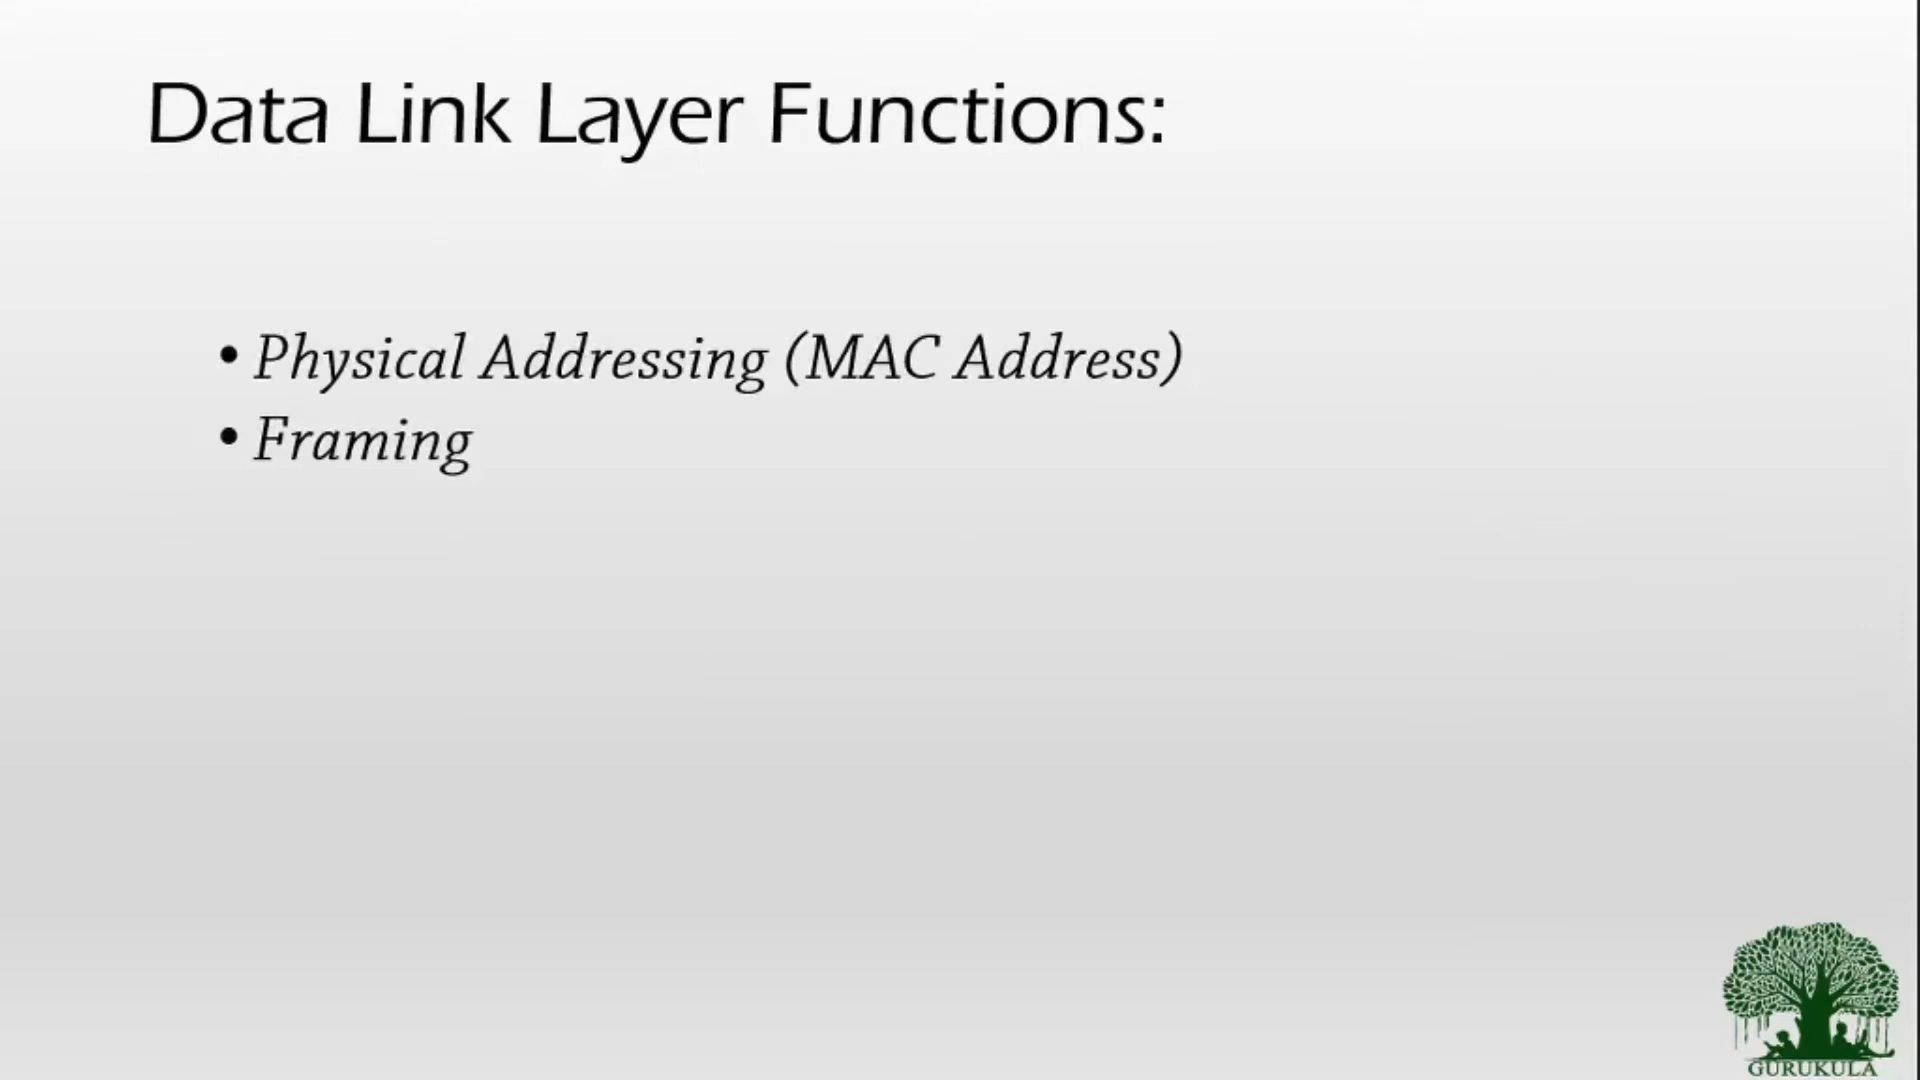 Data Link Layer Functions:
• Physical Addressing (MAC Address)
• Framing
GURUKULA